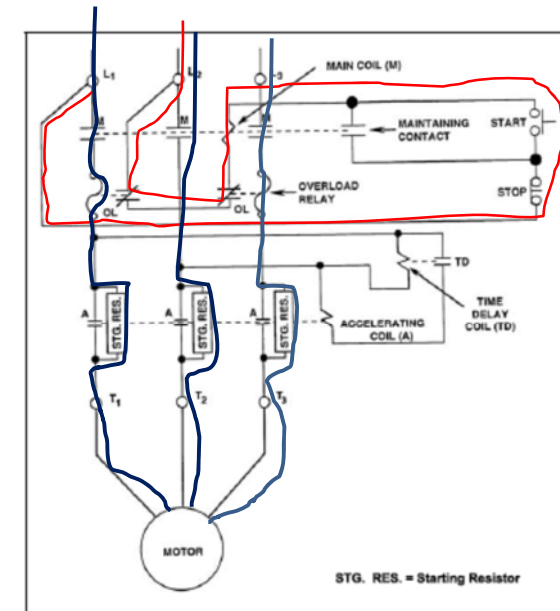 L1
L2
L3
MAIN COIL (M)
M
M
M
MAINTAINING
CONTACT
START
STOP
OVERLOAD
RELAY
OL
OL
TD
TIME
DELAY
COIL (TD)
A
STG. RES.
A
STG. RES.
A
STG. RES.
ACCELERATING
COIL (A)
T1
T2
T3
MOTOR
STG. RES. = Starting Resistor